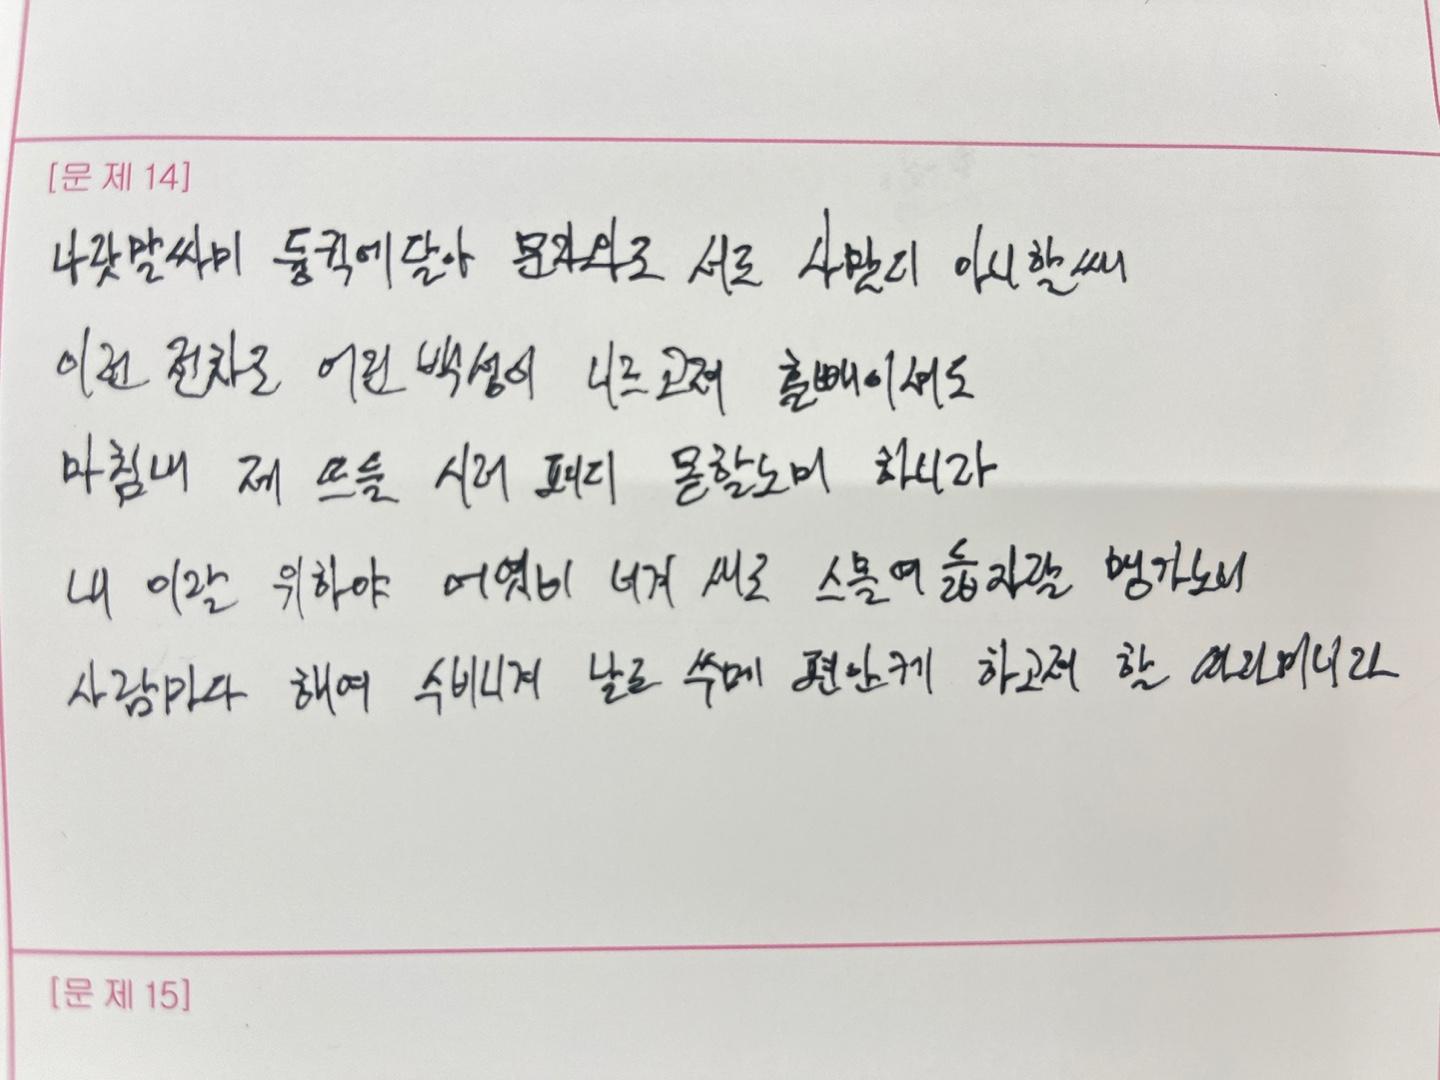 [문 제 14]
나랏말싸미 듕귁에달아 문자와로 서로 사맏디 아니할쌔
이런 전차로 어린 백성이 니르고져 홀빼이셔도
마침내 제 뜨들 시러 펴디 몯할노미 하니라
내 이랄 위하야 어엿비 너겨 새로 스믈여듧자랄 맹가노니
사람마다 해여 수비니겨 날로 쑤메 편안케 하고져 할 따라미니라
[문 제 15]